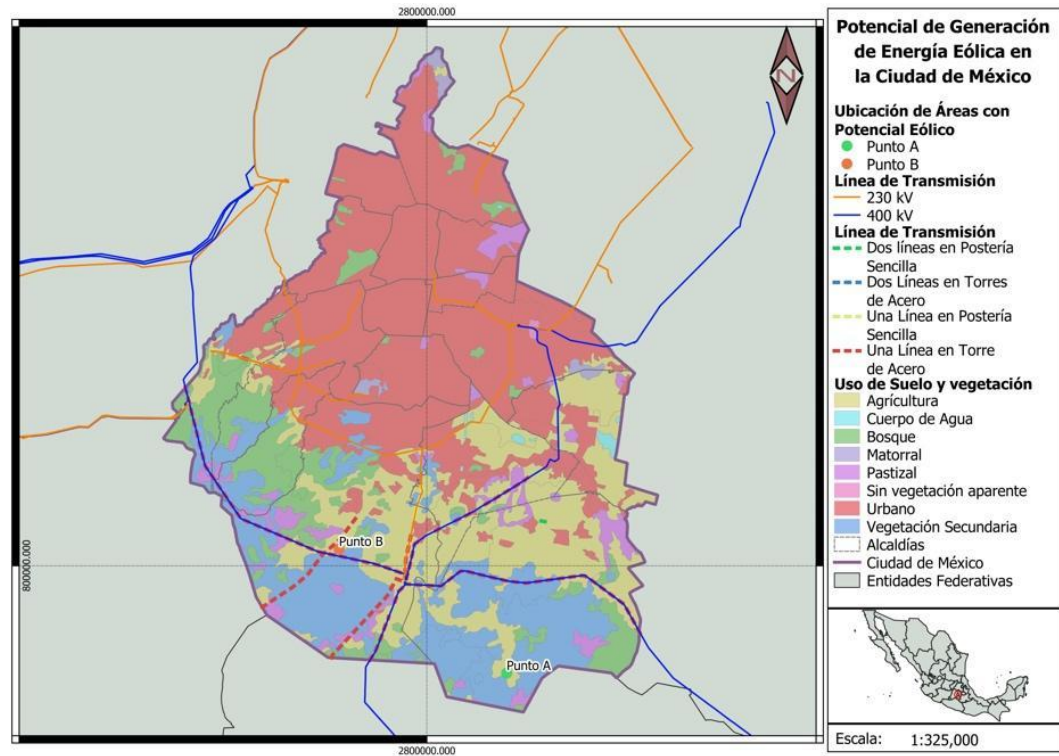 2800000.000
Potencial de Generación
de Energía Eólica en
la Ciudad de México
N
Ubicación de Áreas con
Potencial Eólico
Punto A
Punto B
Línea de Transmisión
230 kV
400 kV
Línea de Transmisión
Dos líneas en Postería
Sencilla
Dos Líneas en Torres
de Acero
Una Línea en Postería
Sencilla
Una Línea en Torre
de Acero
Uso de Suelo y vegetación
Agrícultura
Cuerpo de Agua
Bosque
Matorral
Pastizal
Sin vegetación aparente
Urbano
Vegetación Secundaria
Alcaldías
Ciudad de México
Entidades Federativas
Punto B
800000.000
Punto A
2800000.000
Escala: 1:325,000